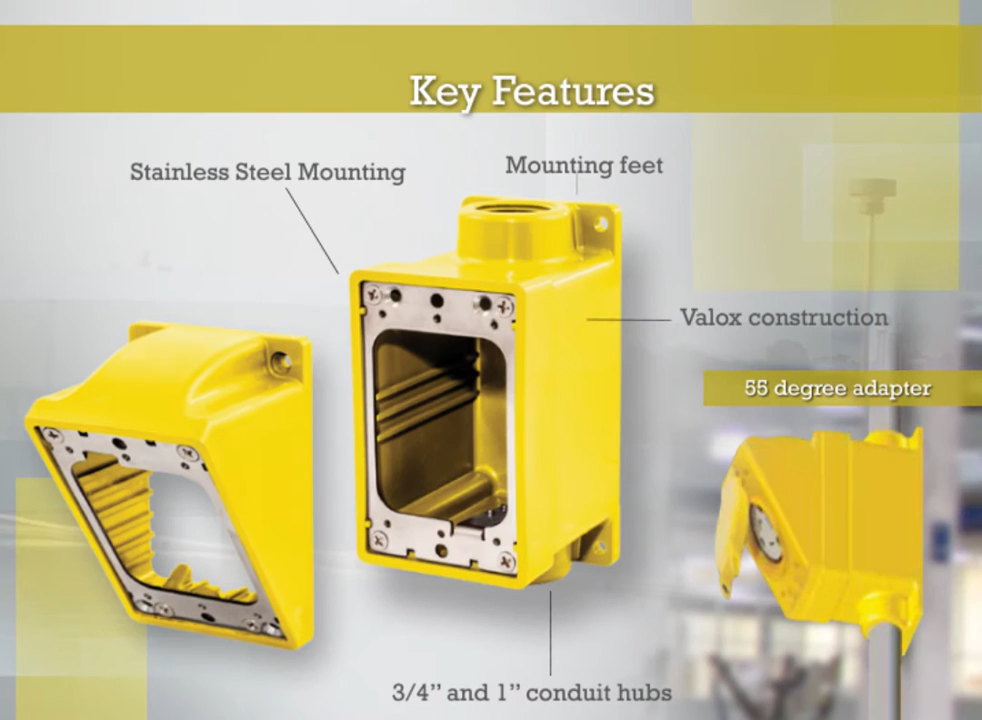 Key Features
Stainless Steel Mounting
Mounting feet
Valox construction
55 degree adapter
3/4” and 1” conduit hubs